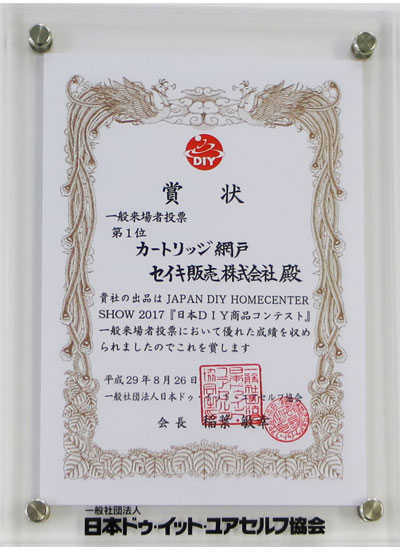 DIY
賞状
一般来場者投票
第1位
カートリッジ網戸
セイキ販売株式会社 殿
貴社の出品は JAPAN DIY HOMECENTER
SHOW 2017『日本DIY商品コンテスト』
一般来場者投票において優れた成績を収め
られましたのでこれを賞します
平成29年8月26日
一般社団法人日本ドゥ・イット・ユアセルフ協会
会長 稲葉 敏幸
一般社団法人
日本ドゥ・イット・ユアセルフ協会